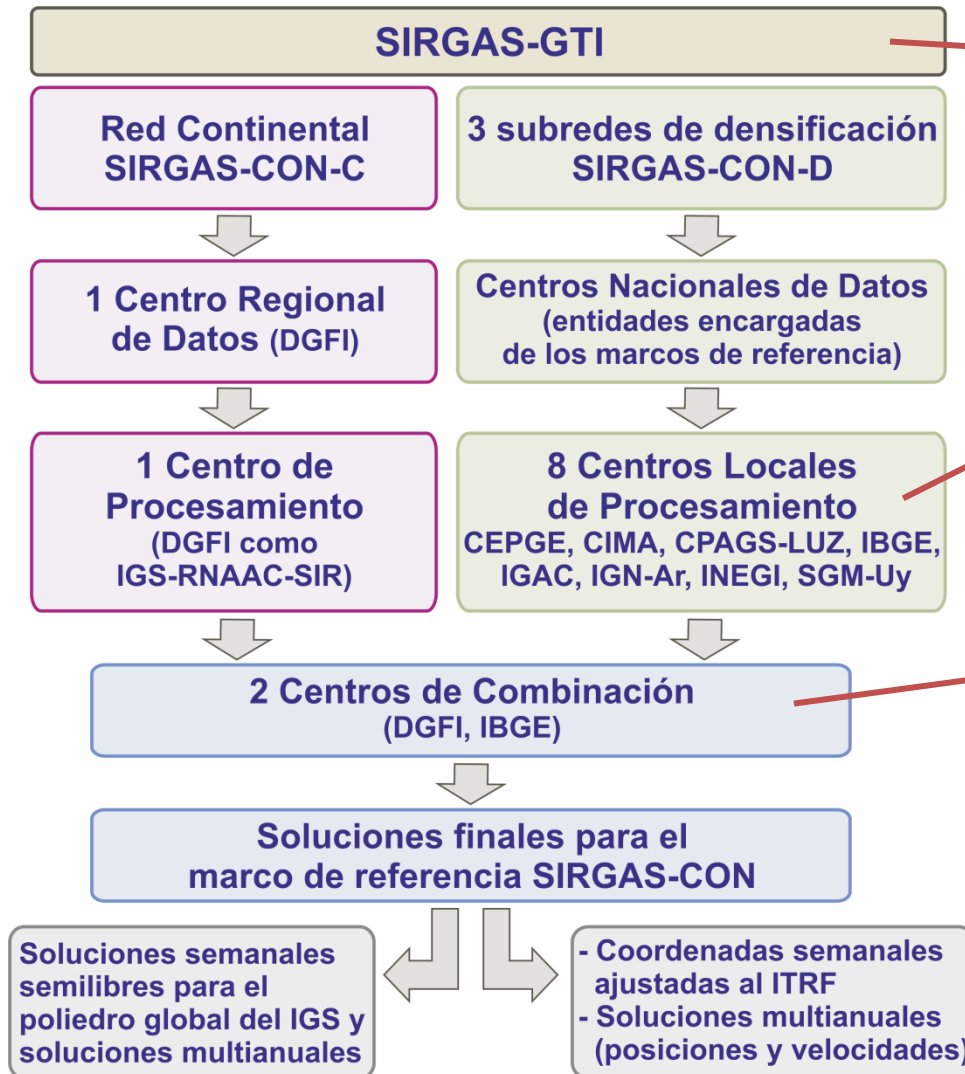 SIRGAS-GTI
Red Continental
SIRGAS-CON-C
3 subredes de densificación
SIRGAS-CON-D
1 Centro Regional
de Datos (DGFI)
Centros Nacionales de Datos
(entidades encargadas
de los marcos de referencia)
1 Centro de
Procesamiento
(DGFI como
IGS-RNAAC-SIR)
8 Centros Locales
de Procesamiento
CEPGE, CIMA, CPAGS-LUZ, IBGE,
IGAC, IGN-Ar, INEGI, SGM-Uy
2 Centros de Combinación
(DGFI, IBGE)
Soluciones finales para el
marco de referencia SIRGAS-CON
Soluciones semanales
semilibres para el
poliedro global del IGS y
soluciones multianuales
- Coordenadas semanales
ajustadas al ITRF
- Soluciones multianuales
(posiciones y velocidades)